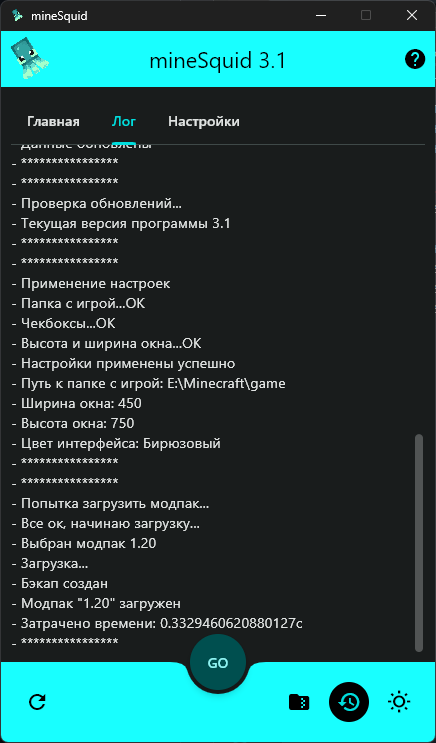 mineSquid
mineSquid 3.1
Главная
Лог
Настройки
- Данные обновлены
- ****************
- ****************
- Проверка обновлений...
- Текущая версия программы 3.1
- ****************
- ****************
- Применение настроек
- Папка с игрой...OK
- Чекбоксы...OK
- Высота и ширина окна...OK
- Настройки применены успешно
- Путь к папке с игрой: E:\Minecraft\game
- Ширина окна: 450
- Высота окна: 750
- Цвет интерфейса: Бирюзовый
- ****************
- ****************
- Попытка загрузить модпак...
- Все ок, начинаю загрузку...
- Выбран модпак 1.20
- Загрузка...
- Бэкап создан
- Модпак "1.20" загружен
- Затрачено времени: 0.3329460620880127с
- ****************
GO